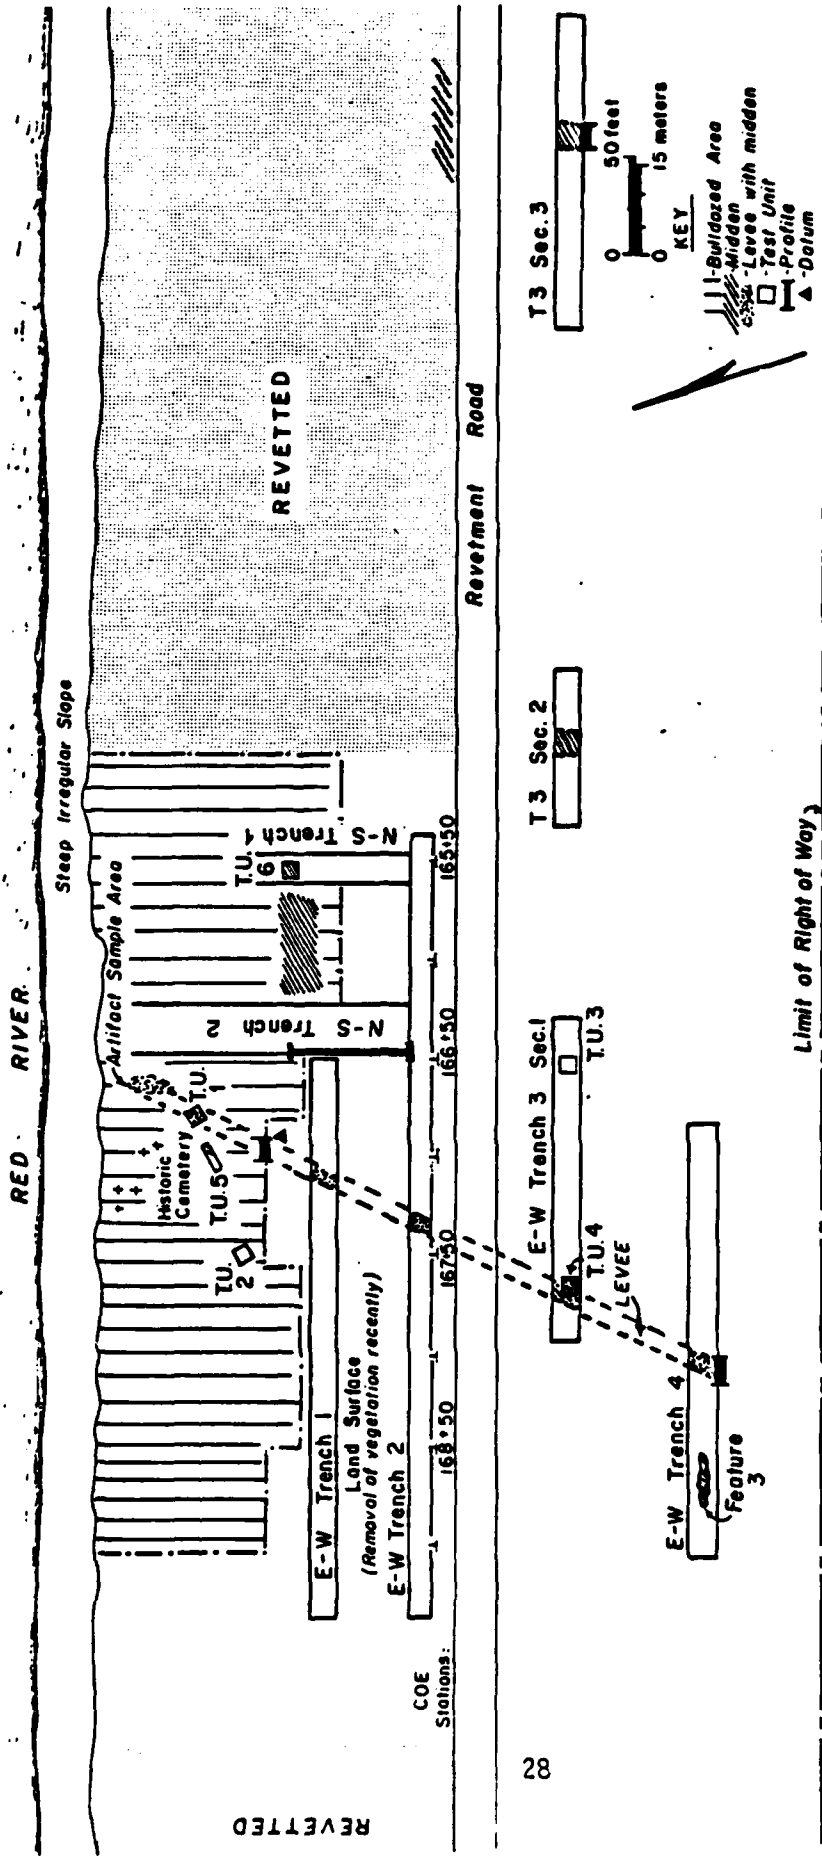 RED RIVER
Steep Irregular Slope
Artifact Sample Area
Historic
Cemetery
T.U.
1
T.U.5
T.U.
2
T.U.
6
N-S Trench 1
N-S Trench 2
REVETTED
REVETTED
E-W Trench 1
Land Surface
(Removal of vegetation recently)
E-W Trench 2
COE
Stations:
168+50
167+50
166+50
165+50
Revetment Road
E-W Trench 3 Sec.1
T.U.4
T.U.3
T3 Sec.2
T3 Sec.3
LEVEE
E-W Trench 4
Feature
3
0 50 feet
0 15 meters
KEY
-Bulldozed Area
-Midden
-Levee with midden
-Test Unit
-Profile
-Datum
Limit of Right of Way
28